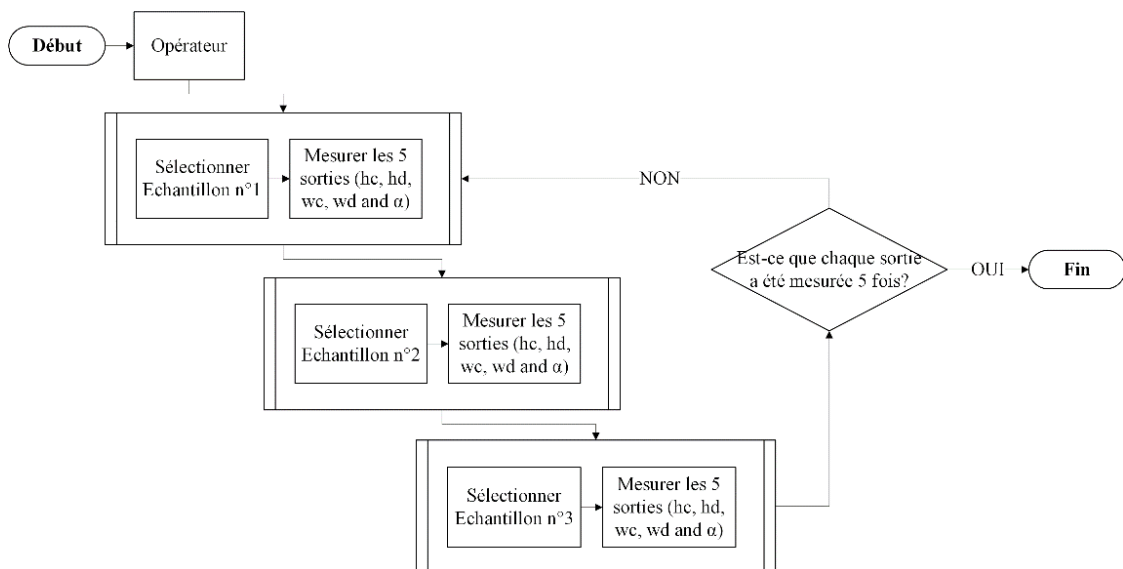 Début
Opérateur
Sélectionner
Echantillon n°1
Mesurer les 5
sorties (hc, hd,
wc, wd and α)
NON
Est-ce que chaque sortie
a été mesurée 5 fois?
OUI
Fin
Sélectionner
Echantillon n°2
Mesurer les 5
sorties (hc, hd,
wc, wd and α)
Sélectionner
Echantillon n°3
Mesurer les 5
sorties (hc, hd,
wc, wd and α)